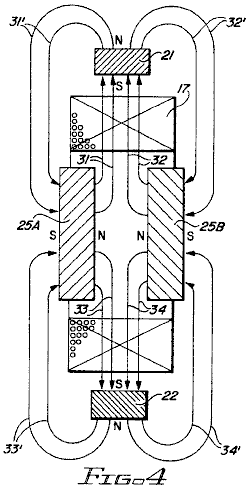 31' N 32'
21
S 17
31 32
25A 25B
S N N S
33 34
S
22
N
33' 34'
FIG. 4